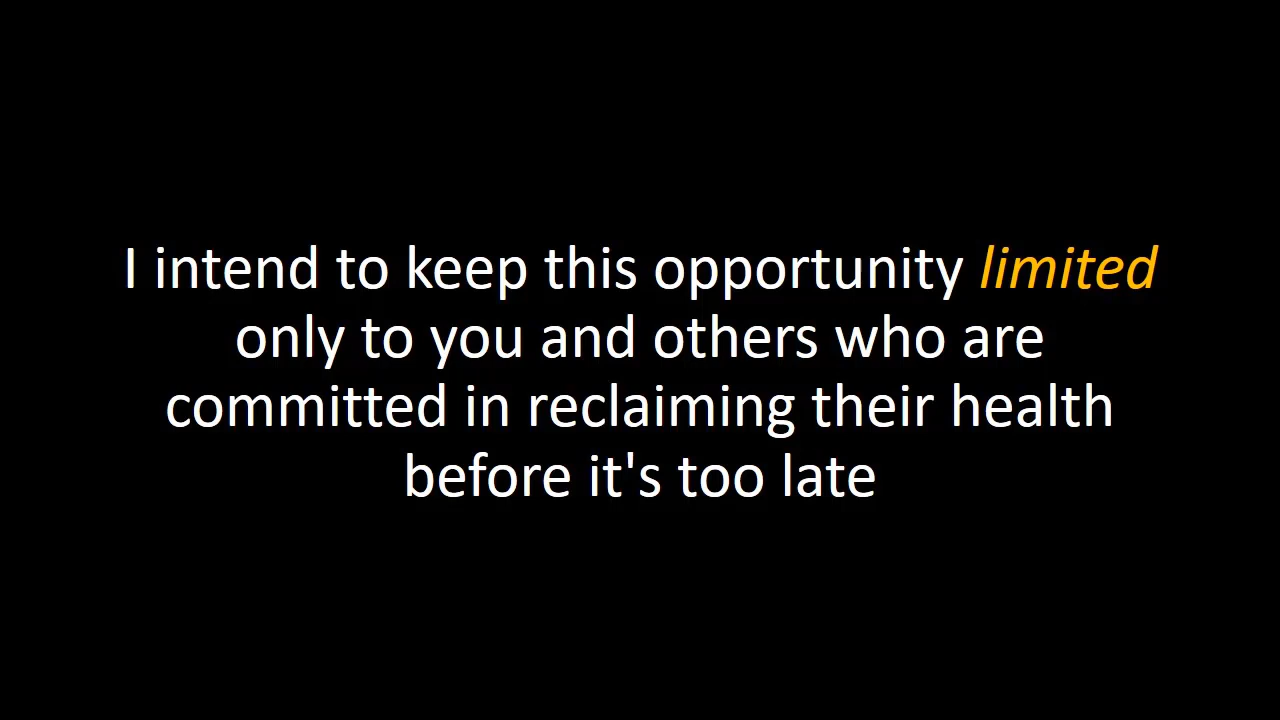 I intend to keep this opportunity limited
only to you and others who are
committed in reclaiming their health
before it's too late